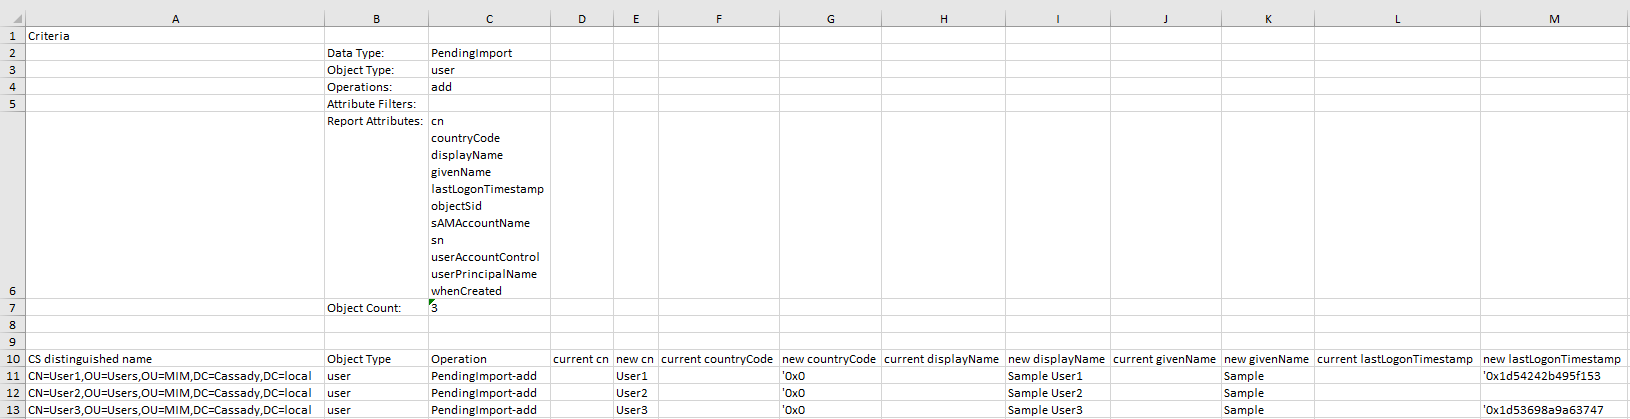 A B C D E F G H I J K L M
1 Criteria
2 Data Type: PendingImport
3 Object Type: user
4 Operations: add
5 Attribute Filters:
Report Attributes: cn
countryCode
displayName
givenName
lastLogonTimestamp
objectSid
sAMAccountName
sn
userAccountControl
userPrincipalName
6 whenCreated
7 Object Count: 3
8
9
10 CS distinguished name Object Type Operation current cn new cn current countryCode new countryCode current displayName new displayName current givenName new givenName current lastLogonTimestamp new lastLogonTimestamp
11 CN=User1,OU=Users,OU=MIM,DC=Cassady,DC=local user PendingImport-add User1 '0x0 Sample User1 Sample '0x1d54242b495f153
12 CN=User2,OU=Users,OU=MIM,DC=Cassady,DC=local user PendingImport-add User2 '0x0 Sample User2 Sample
13 CN=User3,OU=Users,OU=MIM,DC=Cassady,DC=local user PendingImport-add User3 '0x0 Sample User3 Sample '0x1d53698a9a63747